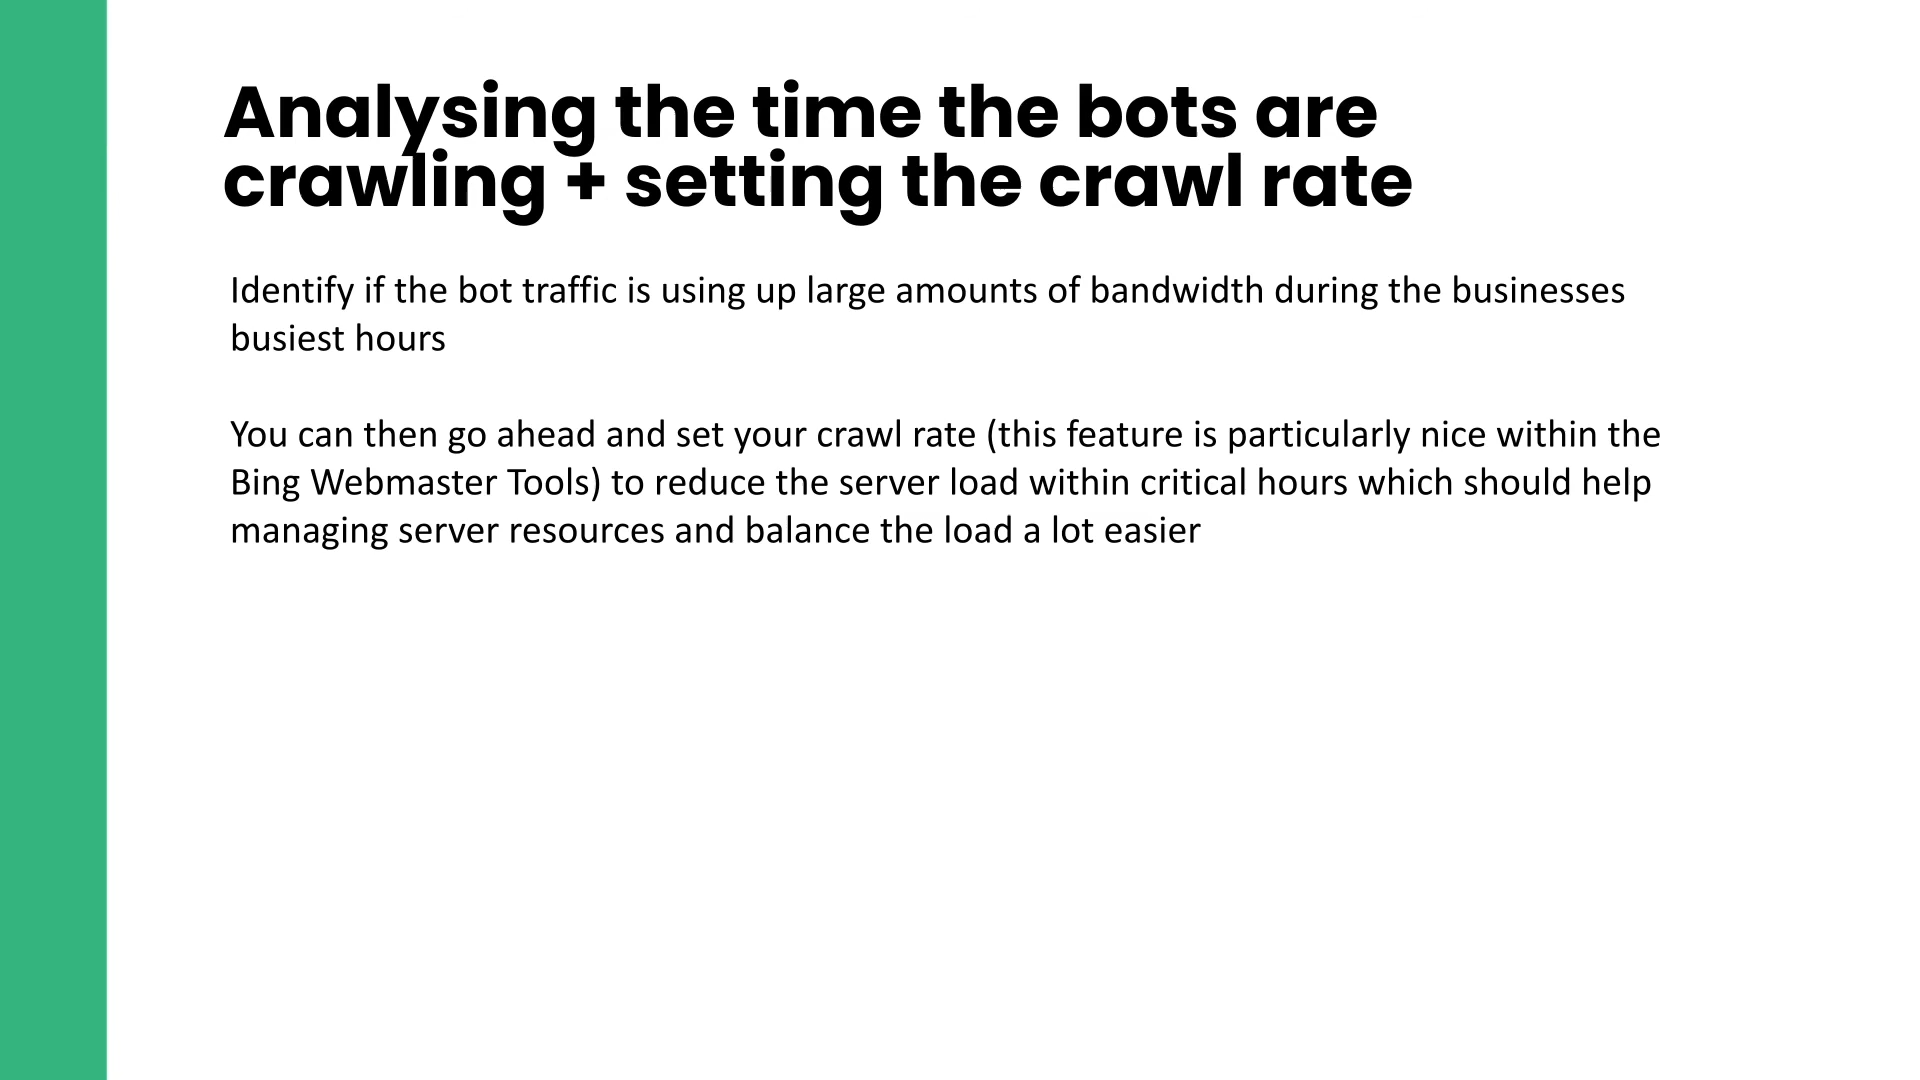 Analysing the time the bots are
crawling + setting the crawl rate
Identify if the bot traffic is using up large amounts of bandwidth during the businesses
busiest hours
You can then go ahead and set your crawl rate (this feature is particularly nice within the
Bing Webmaster Tools) to reduce the server load within critical hours which should help
managing server resources and balance the load a lot easier